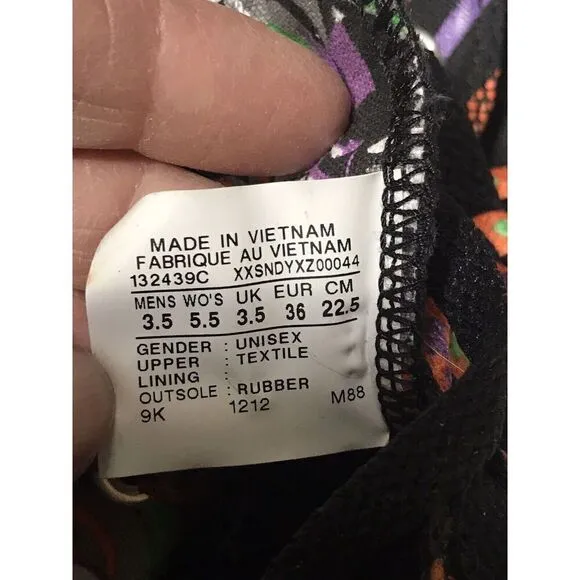 MADE IN VIETNAM
FABRIQUE AU VIETNAM
132439C XXSNDYXZ00044
MENS WO'S UK EUR CM
3.5 5.5 3.5 36 22.5
GENDER : UNISEX
UPPER : TEXTILE
LINING :
OUTSOLE : RUBBER
9K 1212 M88